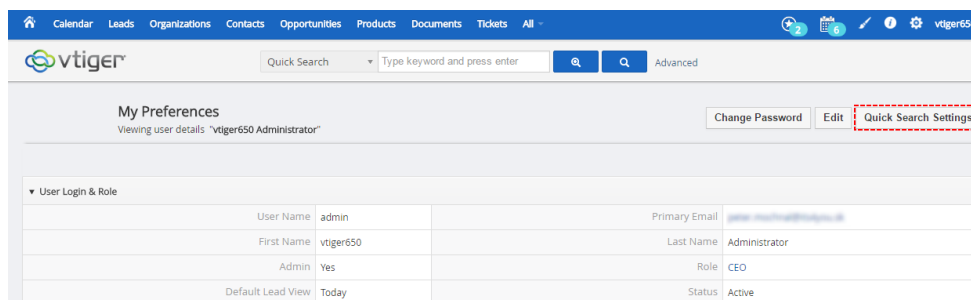 Calendar Leads Organizations Contacts Opportunities Products Documents Tickets All 2 6 vtiger65
vtiger Quick Search Type keyword and press enter Advanced
My Preferences
Viewing user details "vtiger650 Administrator"
Change Password Edit Quick Search Settings
User Login & Role
User Name admin Primary Email
First Name vtiger650 Last Name Administrator
Admin Yes Role CEO
Default Lead View Today Status Active